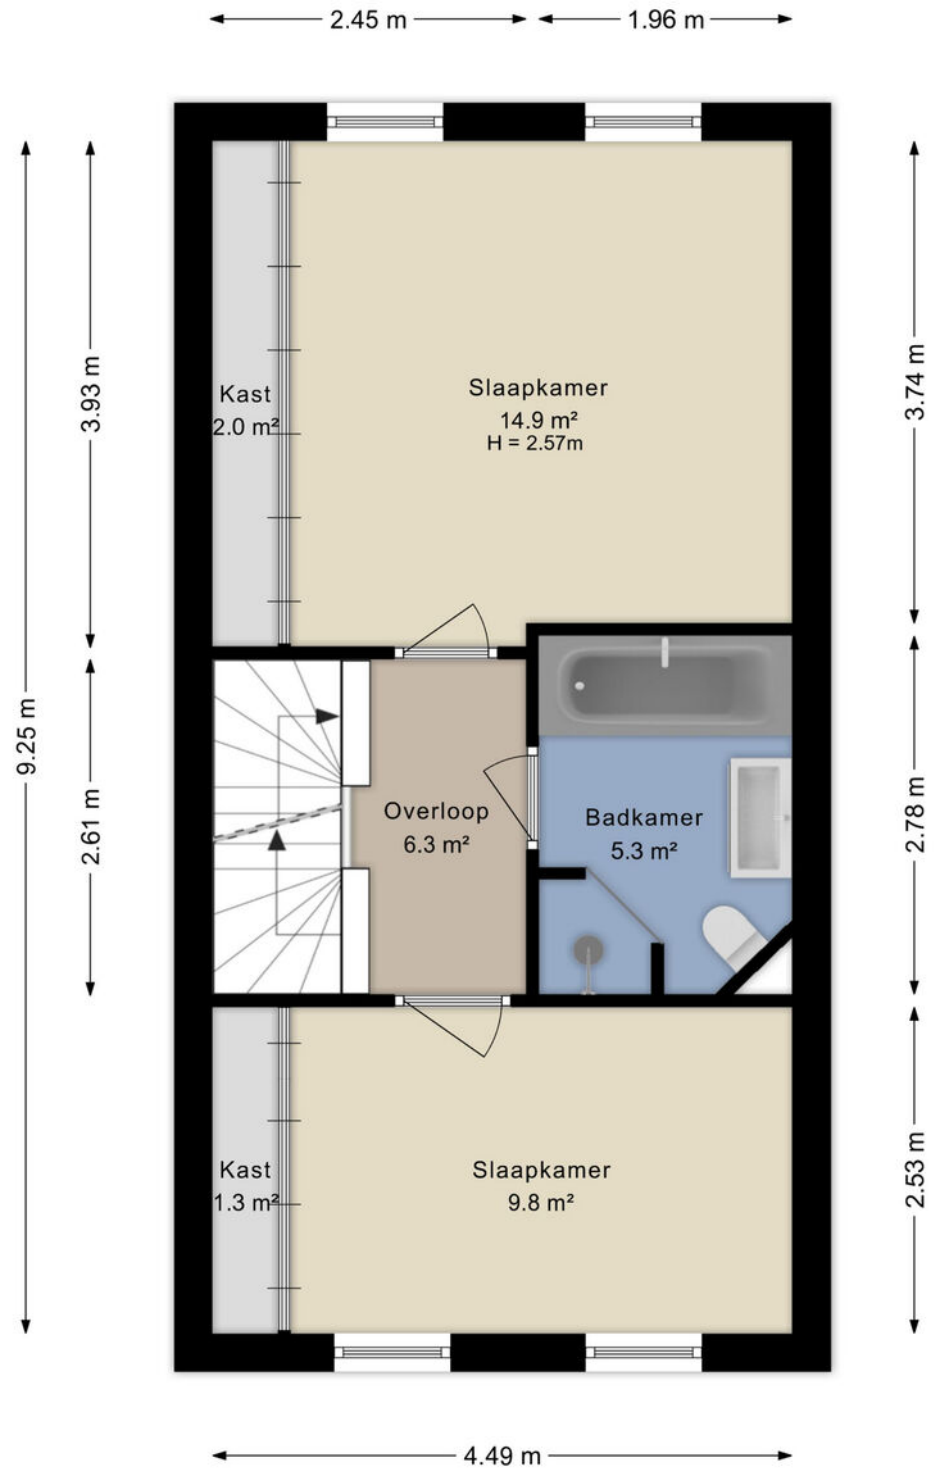 2.45 m
1.96 m
3.93 m
3.74 m
Kast
2.0 m²
Slaapkamer
14.9 m²
H = 2.57m
9.25 m
2.61 m
2.78 m
Overloop
6.3 m²
Badkamer
5.3 m²
Kast
1.3 m²
Slaapkamer
9.8 m²
2.53 m
4.49 m